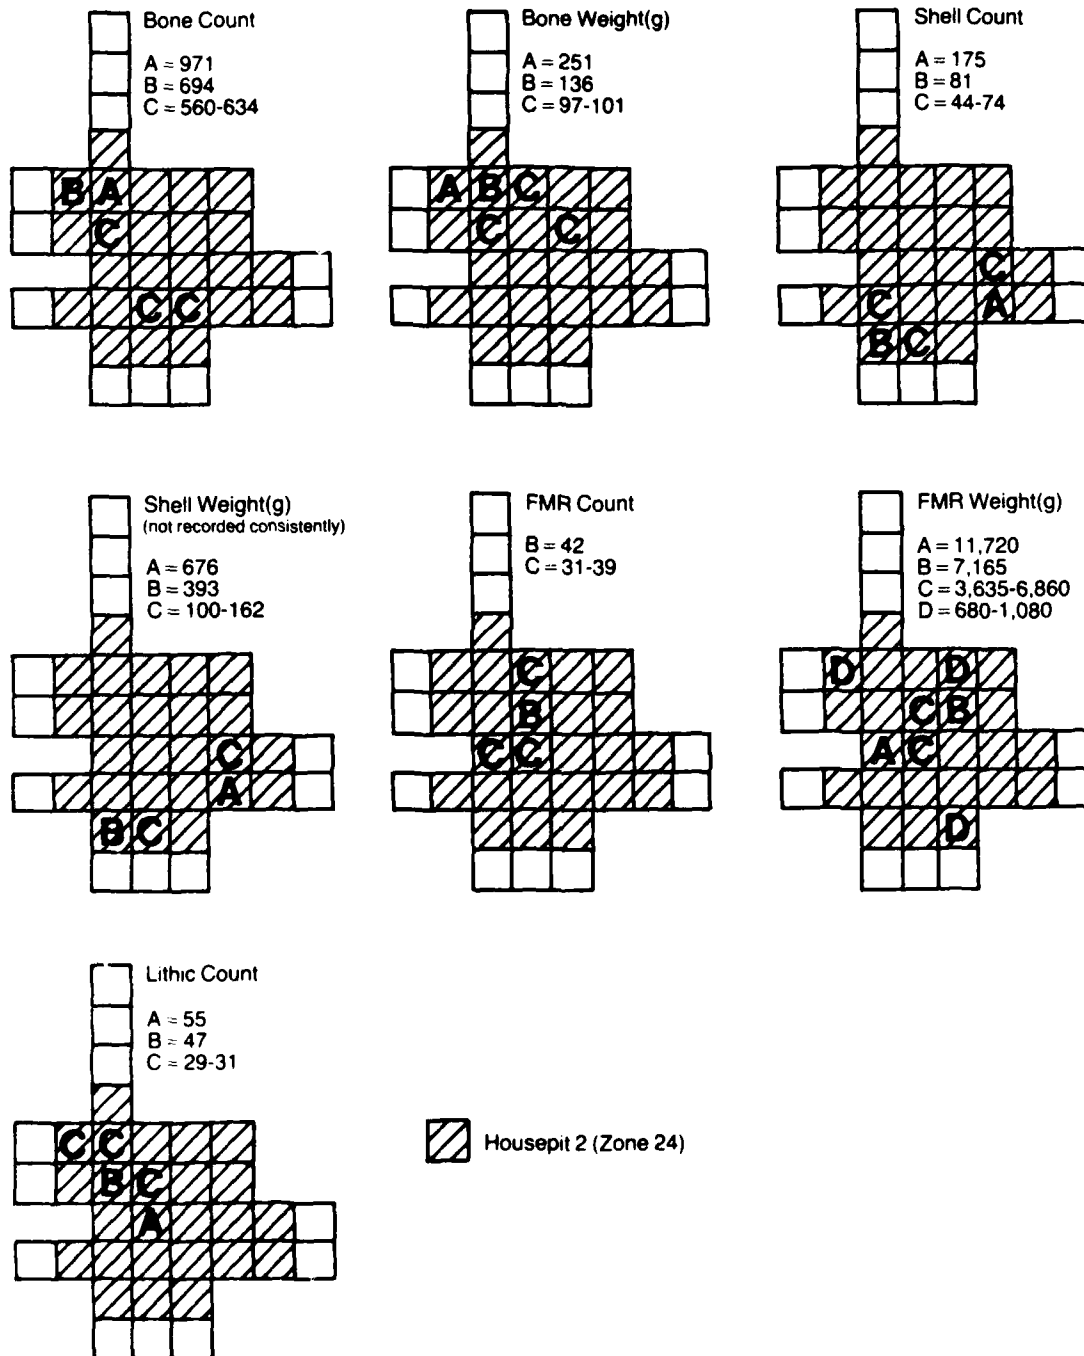 Bone Count
A = 971
B = 694
C = 560-634
B A
C
C C
Bone Weight(g)
A = 251
B = 136
C = 97-101
A B C
C C
Shell Count
A = 175
B = 81
C = 44-74
C
C A
B C
Shell Weight(g)
(not recorded consistently)
A = 676
B = 393
C = 100-162
C
A
B C
FMR Count
B = 42
C = 31-39
C
B
C C
FMR Weight(g)
A = 11,720
B = 7,165
C = 3,635-6,860
D = 680-1,080
D D
C B
A C
D
Lithic Count
A = 55
B = 47
C = 29-31
C C
B C
A
Housepit 2 (Zone 24)